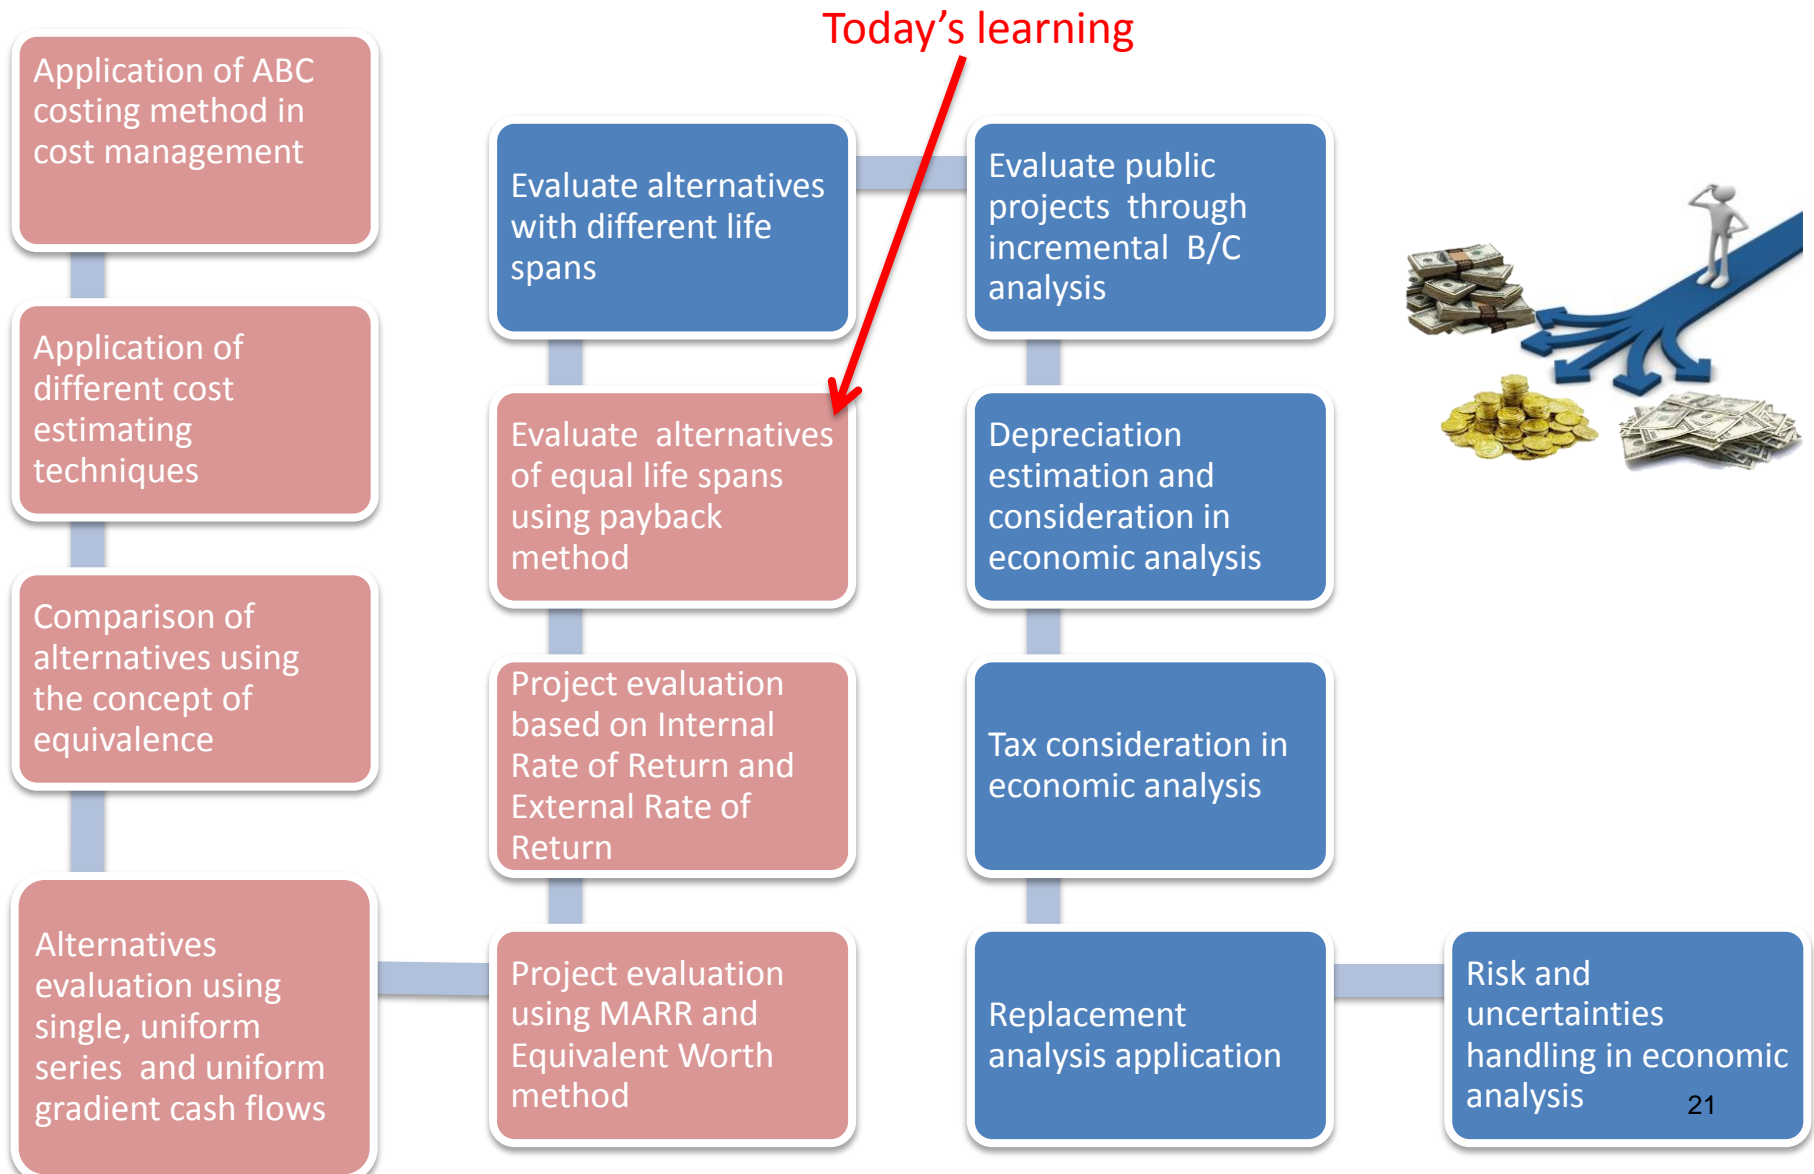 Today's learning
Application of ABC
costing method in
cost management
Application of
different cost
estimating
techniques
Comparison of
alternatives using
the concept of
equivalence
Alternatives
evaluation using
single, uniform
series and uniform
gradient cash flows
Project evaluation
using MARR and
Equivalent Worth
method
Project evaluation
based on Internal
Rate of Return and
External Rate of
Return
Evaluate alternatives
of equal life spans
using payback
method
Evaluate alternatives
with different life
spans
Evaluate public
projects through
incremental B/C
analysis
Depreciation
estimation and
consideration in
economic analysis
Tax consideration in
economic analysis
Replacement
analysis application
Risk and
uncertainties
handling in economic
analysis
21